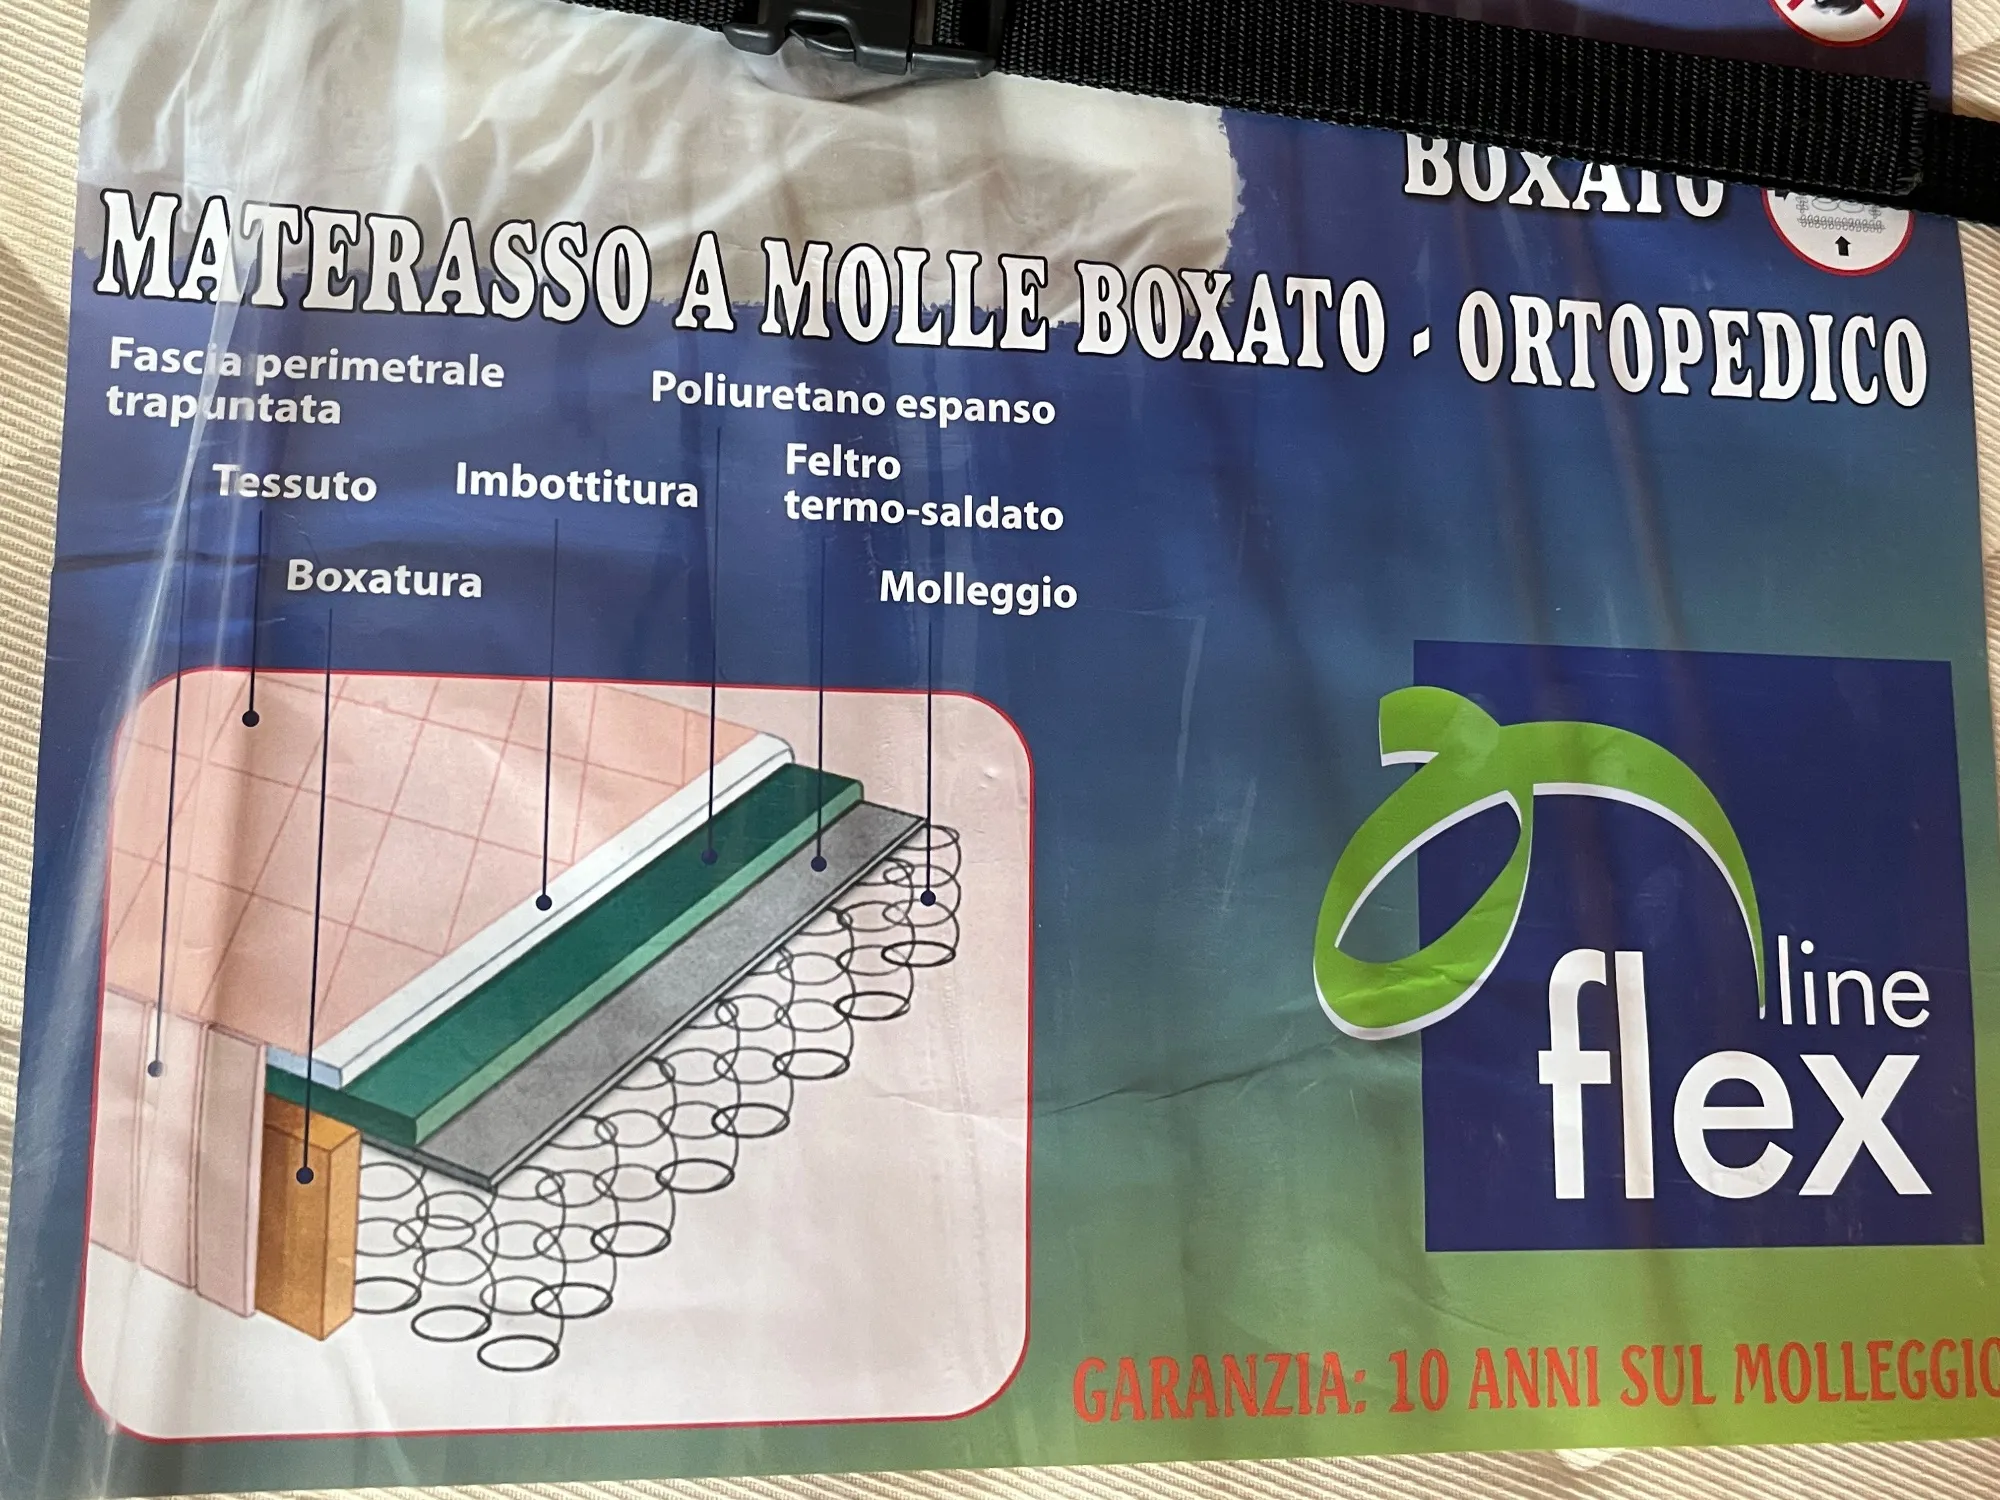 BOXATO
MATERASSO A MOLLE BOXATO - ORTOPEDICO
Fascia perimetrale
trapuntata
Poliuretano espanso
Tessuto
Imbottitura
Feltro
termo-saldato
Boxatura
Molleggio
line
flex
GARANZIA: 10 ANNI SUL MOLLEGGIO